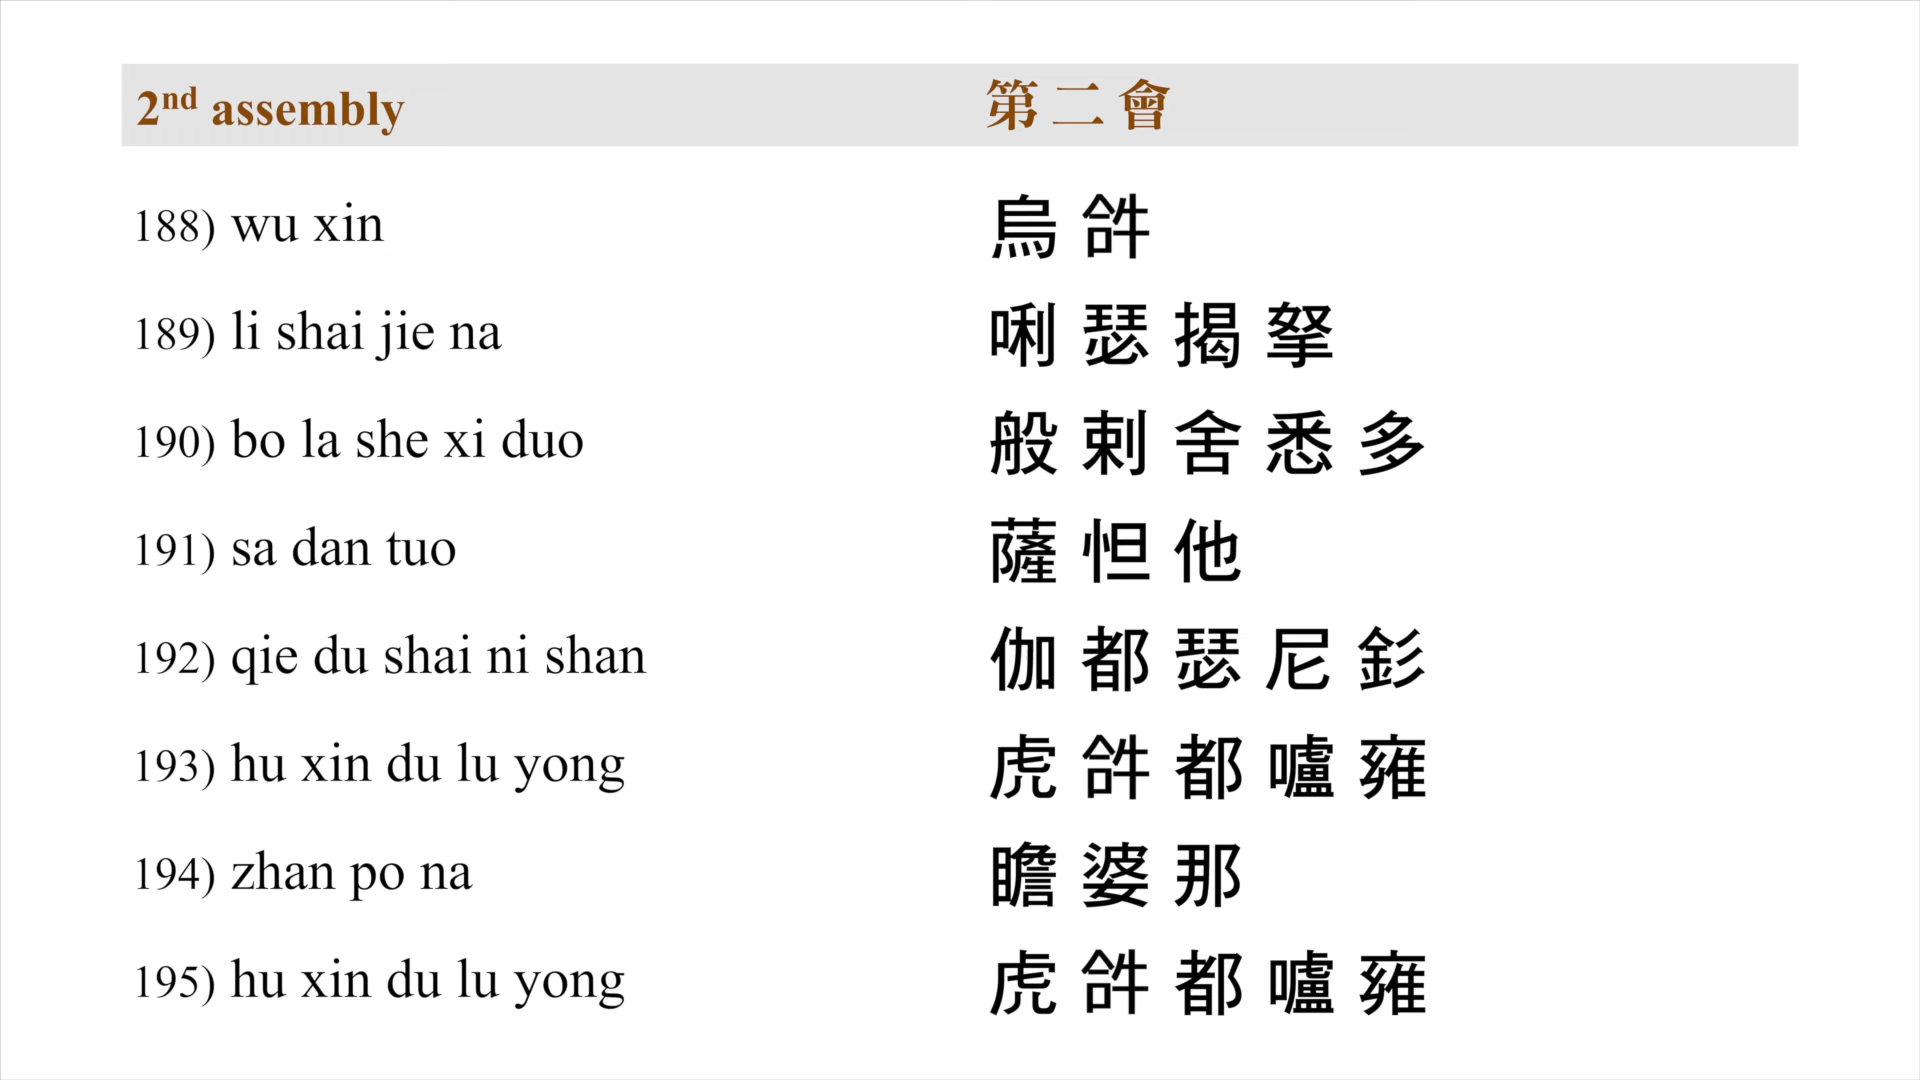 2nd assembly 第二會
188) wu xin 烏 𤙖
189) li shai jie na 唎 瑟 揭 拏
190) bo la she xi duo 般 剌 舍 悉 多
191) sa dan tuo 薩 怛 他
192) qie du shai ni shan 伽 都 瑟 尼 釤
193) hu xin du lu yong 虎 𤙖 都 嚧 雍
194) zhan po na 瞻 婆 那
195) hu xin du lu yong 虎 𤙖 都 嚧 雍